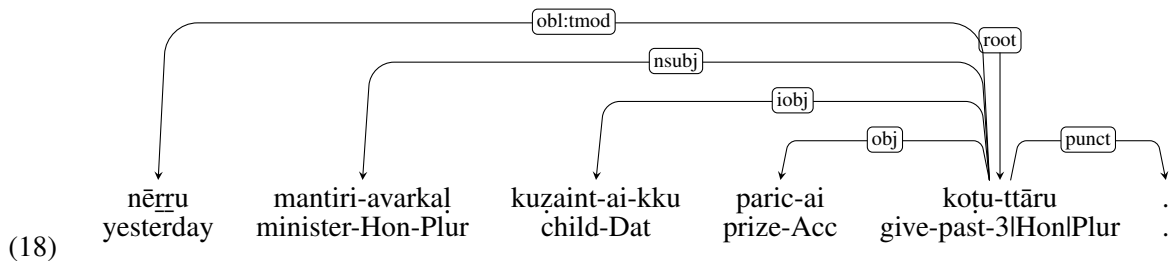 obl:tmod
root
nsubj
iobj
obj
punct
nēṟṟu mantiri-avarkaḷ kuẓaint-ai-kku paric-ai koṭu-ttāru .
(18) yesterday minister-Hon-Plur child-Dat prize-Acc give-past-3|Hon|Plur .